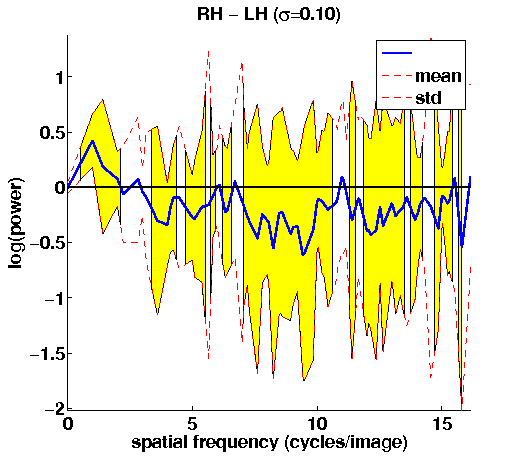 RH − LH (σ=0.10)
mean
std
1
0.5
0
−0.5
−1
−1.5
−2
log(power)
0
5
10
15
spatial frequency (cycles/image)